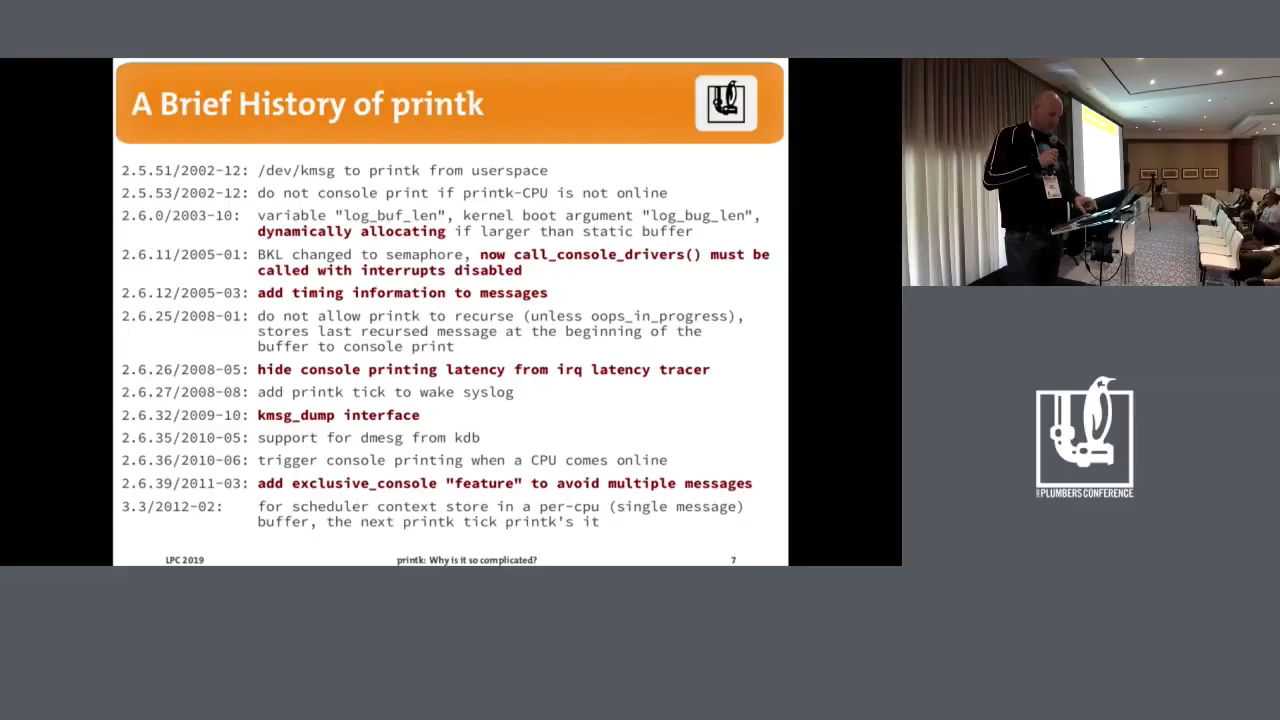 A Brief History of printk
2.5.51/2002-12: /dev/kmsg to printk from userspace
2.5.53/2002-12: do not console print if printk-CPU is not online
2.6.0/2003-10: variable "log_buf_len", kernel boot argument "log_bug_len",
dynamically allocating if larger than static buffer
2.6.11/2005-01: BKL changed to semaphore, now call_console_drivers() must be
called with interrupts disabled
2.6.12/2005-03: add timing information to messages
2.6.25/2008-01: do not allow printk to recurse (unless oops_in_progress),
stores last recursed message at the beginning of the
buffer to console print
2.6.26/2008-05: hide console printing latency from irq latency tracer
2.6.27/2008-08: add printk tick to wake syslog
2.6.32/2009-10: kmsg_dump interface
2.6.35/2010-05: support for dmesg from kdb
2.6.36/2010-06: trigger console printing when a CPU comes online
2.6.39/2011-03: add exclusive_console "feature" to avoid multiple messages
3.3/2012-02: for scheduler context store in a per-cpu (single message)
buffer, the next printk tick printk's it
LPC 2019 printk: Why is it so complicated? 7
PLUMBERS CONFERENCE